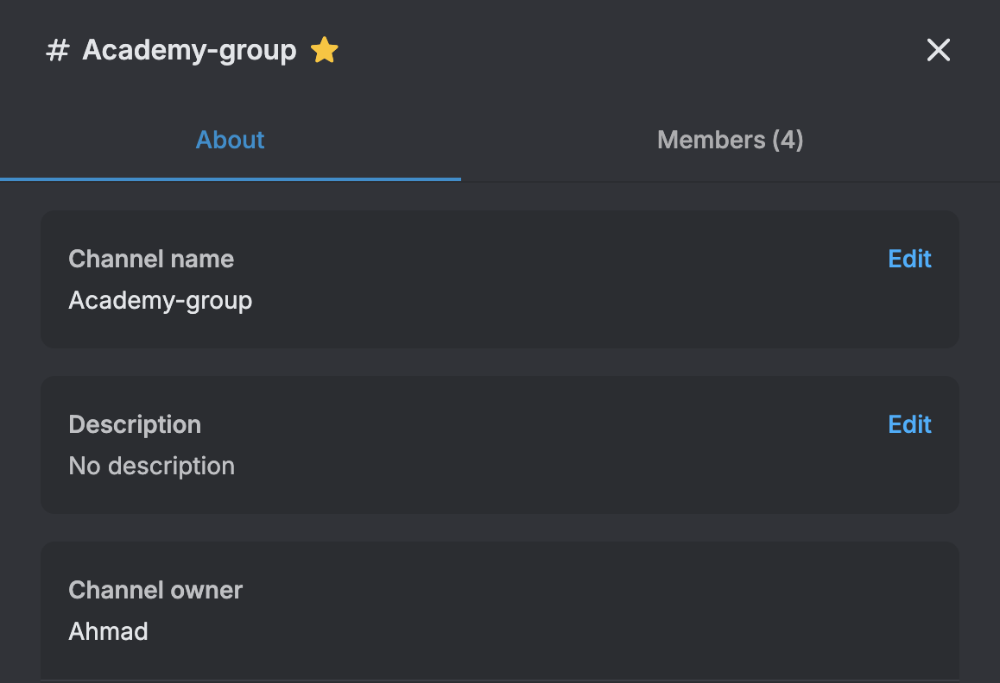 # Academy-group
About
Members (4)
Channel name
Edit
Academy-group
Description
Edit
No description
Channel owner
Ahmad